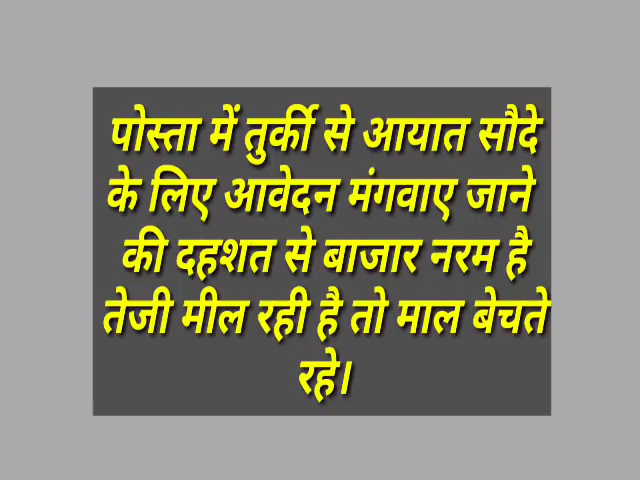 पोस्ता में तुर्की से आयात सौदे
के लिए आवेदन मंगवाए जाने
की दहशत से बाजार नरम है
तेजी मील रही है तो माल बेचते
रहे।